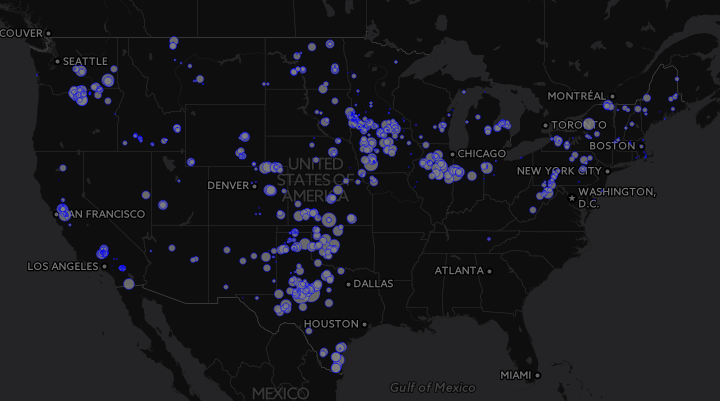 COUVER
SEATTLE
MONTRÉAL
TORONTO
BOSTON
CHICAGO
NEW YORK CITY
UNITED
STATES OF
AMERICA
DENVER
WASHINGTON,
D.C.
SAN FRANCISCO
LOS ANGELES
ATLANTA
DALLAS
HOUSTON
MIAMI
Gulf of Mexico
MEXICO